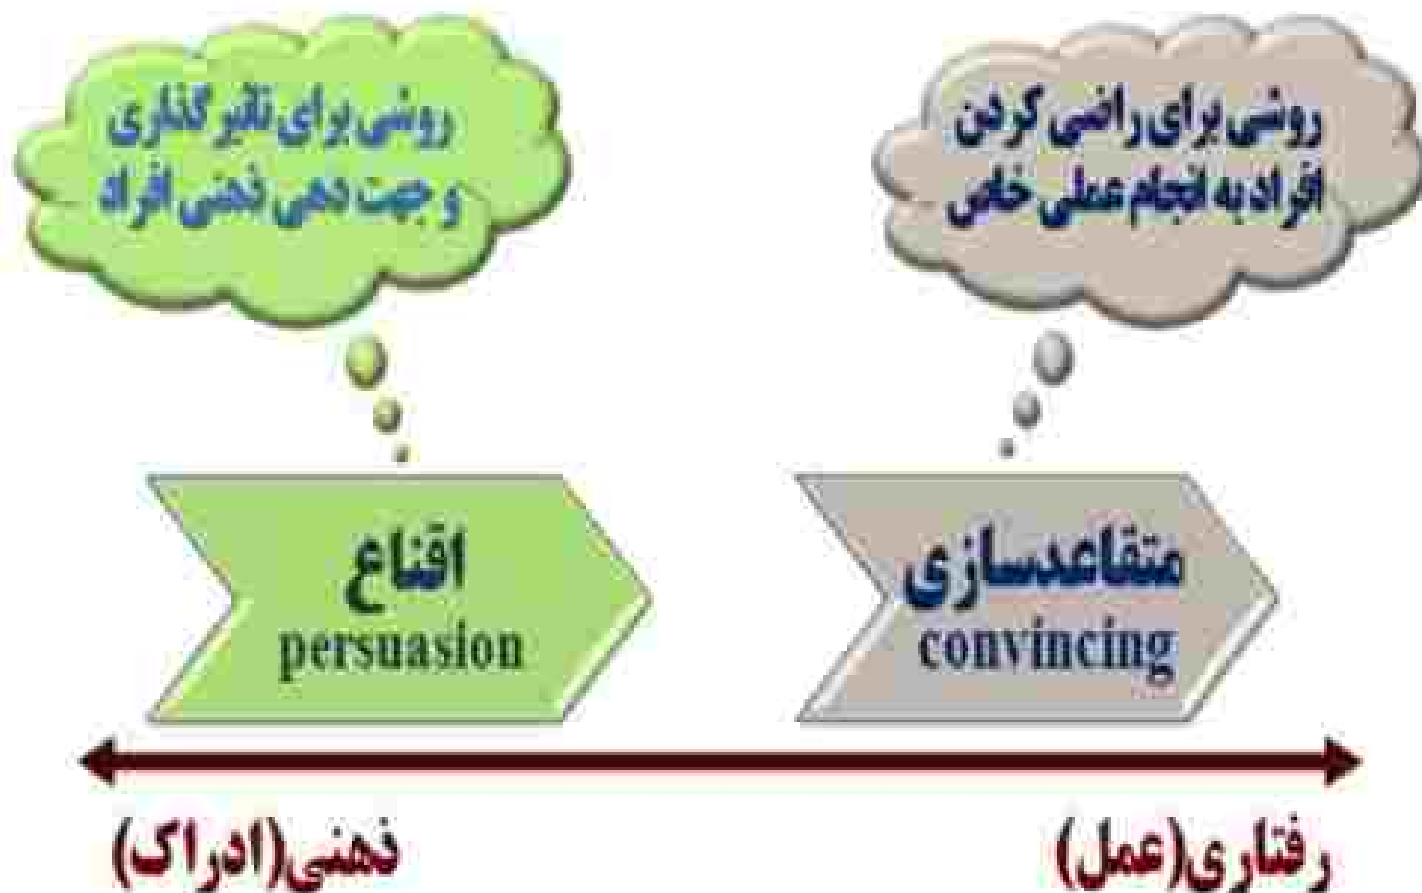 روشی برای تاثیر گذاری
و جهت دهی ذهنی افراد
روشی برای راضی کردن
افراد به انجام عملی خاص
اقناع
persuasion
متقاعدسازی
convincing
ذهنی(ادراک)
رفتاری(عمل)